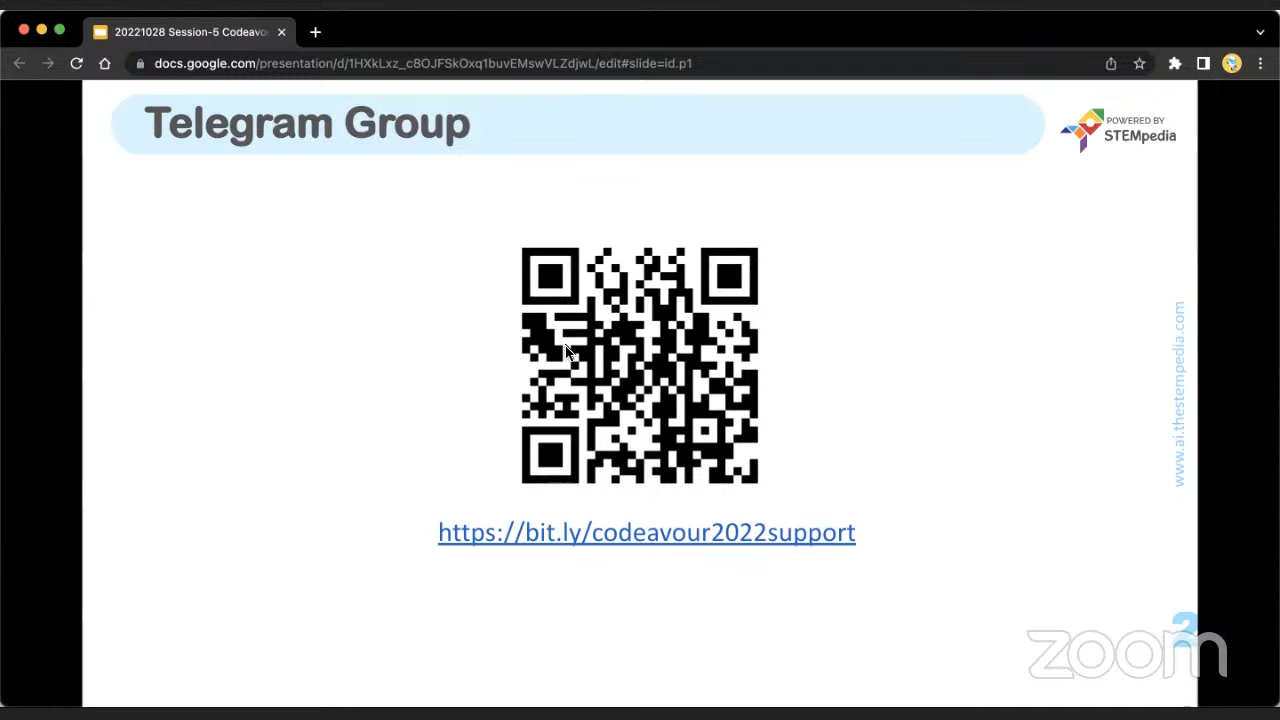 20221028 Session-5 Codeavo
docs.google.com/presentation/d/1HXkLxz_c8OJFSkOxq1buvEMswVLZdjwL/edit#slide=id.p1
Telegram Group
POWERED BY
STEMpedia
www.ai.thestempedia.com
https://bit.ly/codeavour2022support
2
zoom